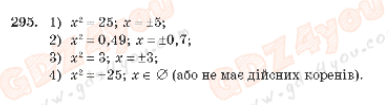 295. 1) x² = 25; x = ±5;
2) x² = 0,49; x = ±0,7;
3) x² = 3; x = ±3;
4) x² = −25; x ∈ ∅ (або не має дійсних коренів).